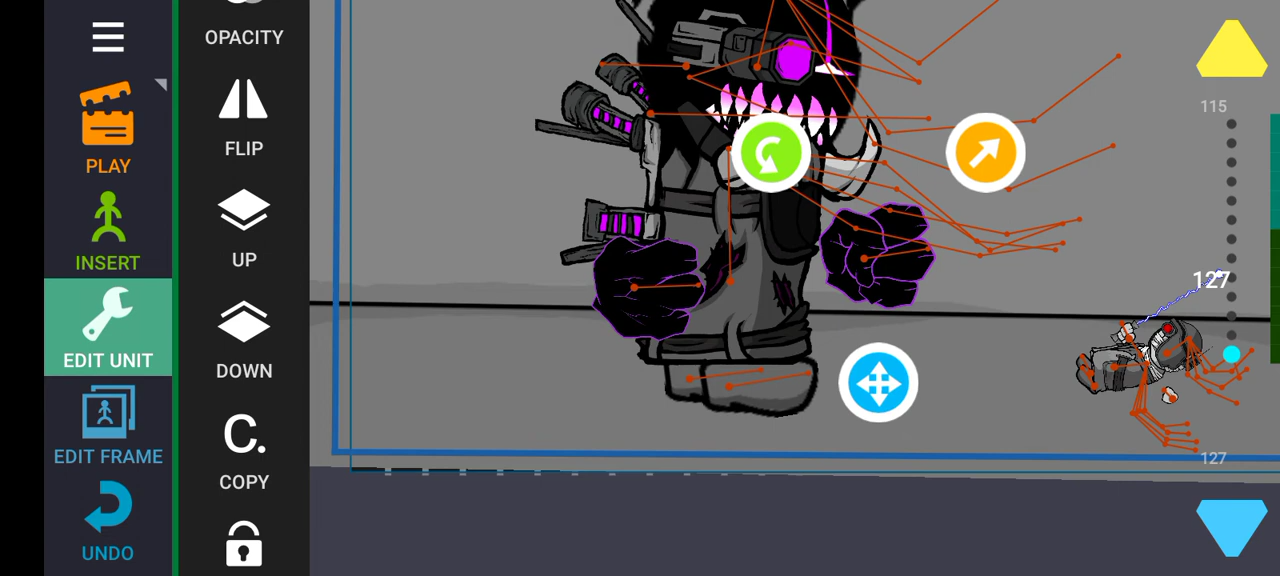 PLAY
INSERT
EDIT UNIT
EDIT FRAME
UNDO
OPACITY
FLIP
UP
DOWN
C.
COPY
115
127
127